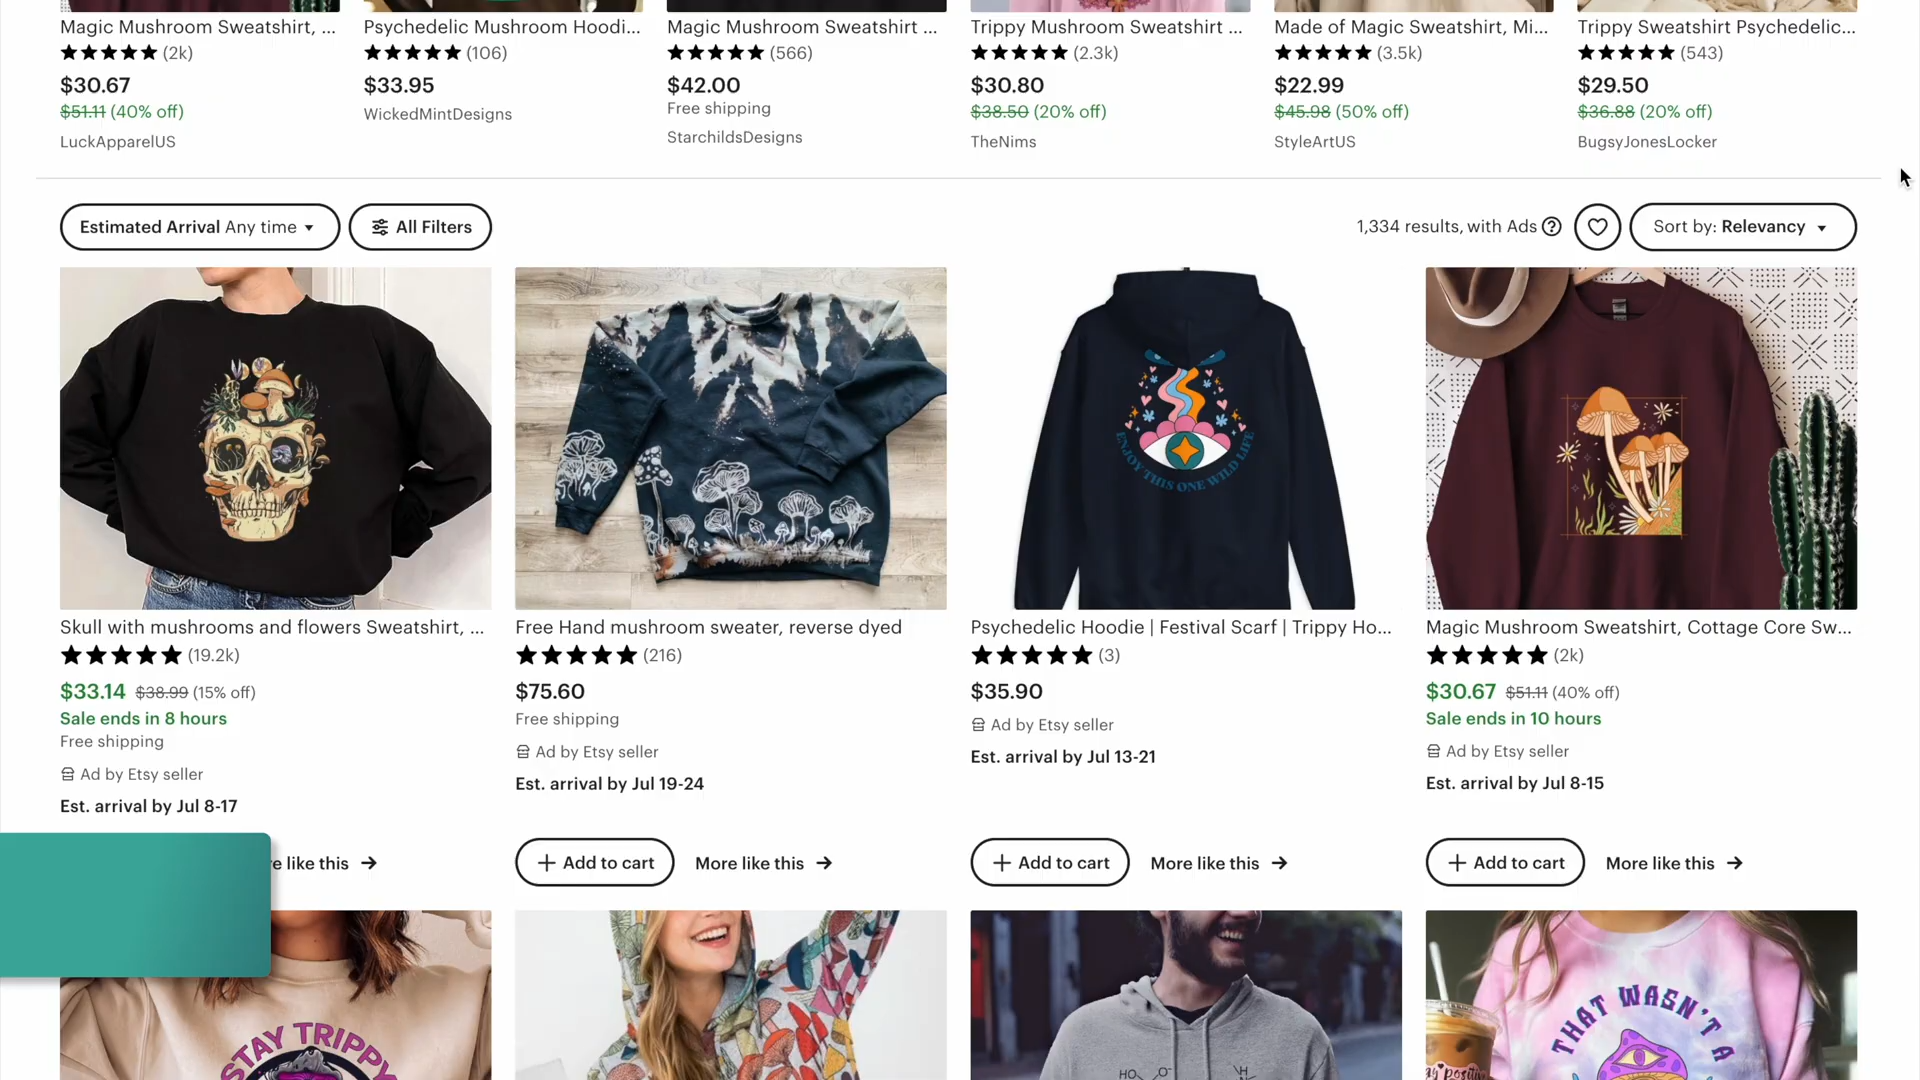 Magic Mushroom Sweatshirt, ...
(2k)
$30.67
$51.11 (40% off)
LuckApparelUS
Psychedelic Mushroom Hoodi...
(106)
$33.95
WickedMintDesigns
Magic Mushroom Sweatshirt ...
(566)
$42.00
Free shipping
StarchildsDesigns
Trippy Mushroom Sweatshirt ...
(2.3k)
$30.80
$38.50 (20% off)
TheNims
Made of Magic Sweatshirt, Mi...
(3.5k)
$22.99
$45.98 (50% off)
StyleArtUS
Trippy Sweatshirt Psychedelic...
(543)
$29.50
$36.88 (20% off)
BugsyJonesLocker
Estimated Arrival Any time
All Filters
1,334 results, with Ads ?
Sort by: Relevancy
Skull with mushrooms and flowers Sweatshirt, ...
(19.2k)
$33.14 $38.99 (15% off)
Sale ends in 8 hours
Free shipping
Ad by Etsy seller
Est. arrival by Jul 8-17
re like this →
Free Hand mushroom sweater, reverse dyed
(216)
$75.60
Free shipping
Ad by Etsy seller
Est. arrival by Jul 19-24
+ Add to cart
More like this →
ENJOY THIS ONE WILD LIFE
Psychedelic Hoodie | Festival Scarf | Trippy Ho...
(3)
$35.90
Ad by Etsy seller
Est. arrival by Jul 13-21
+ Add to cart
More like this →
Magic Mushroom Sweatshirt, Cottage Core Sw...
(2k)
$30.67 $51.11 (40% off)
Sale ends in 10 hours
Ad by Etsy seller
Est. arrival by Jul 8-15
+ Add to cart
More like this →
STAY TRIPPY
HO O⁻ H
THAT WASN'T A